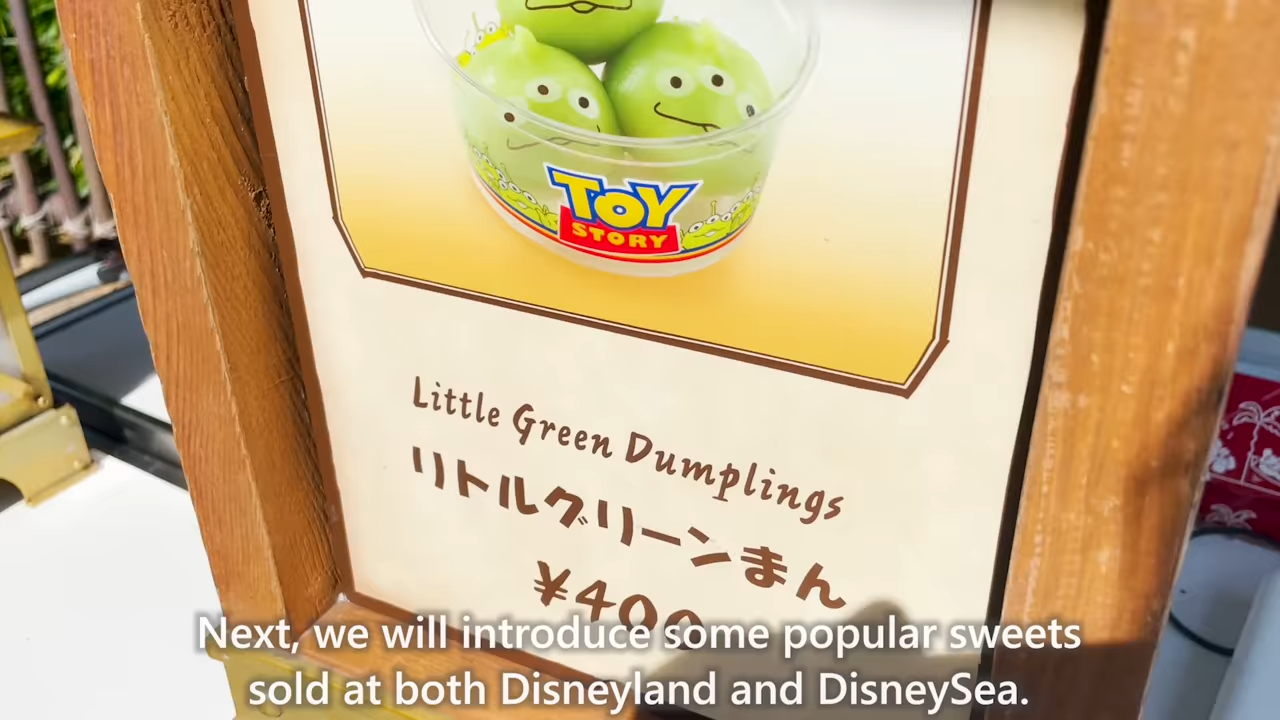 TOY
STORY
Little Green Dumplings
リトルグリーンまん
¥400
Next, we will introduce some popular sweets
sold at both Disneyland and DisneySea.